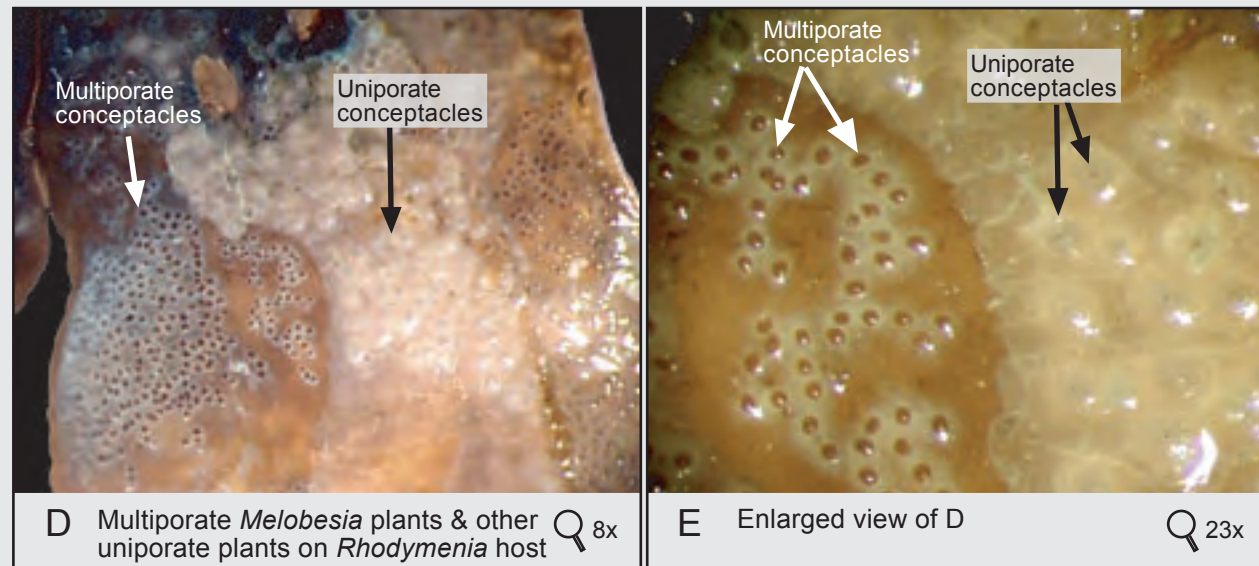 Multiporate
conceptacles
Uniporate
conceptacles
D Multiporate Melobesia plants & other
uniporate plants on Rhodymenia host
8x
Multiporate
conceptacles
Uniporate
conceptacles
E Enlarged view of D
23x